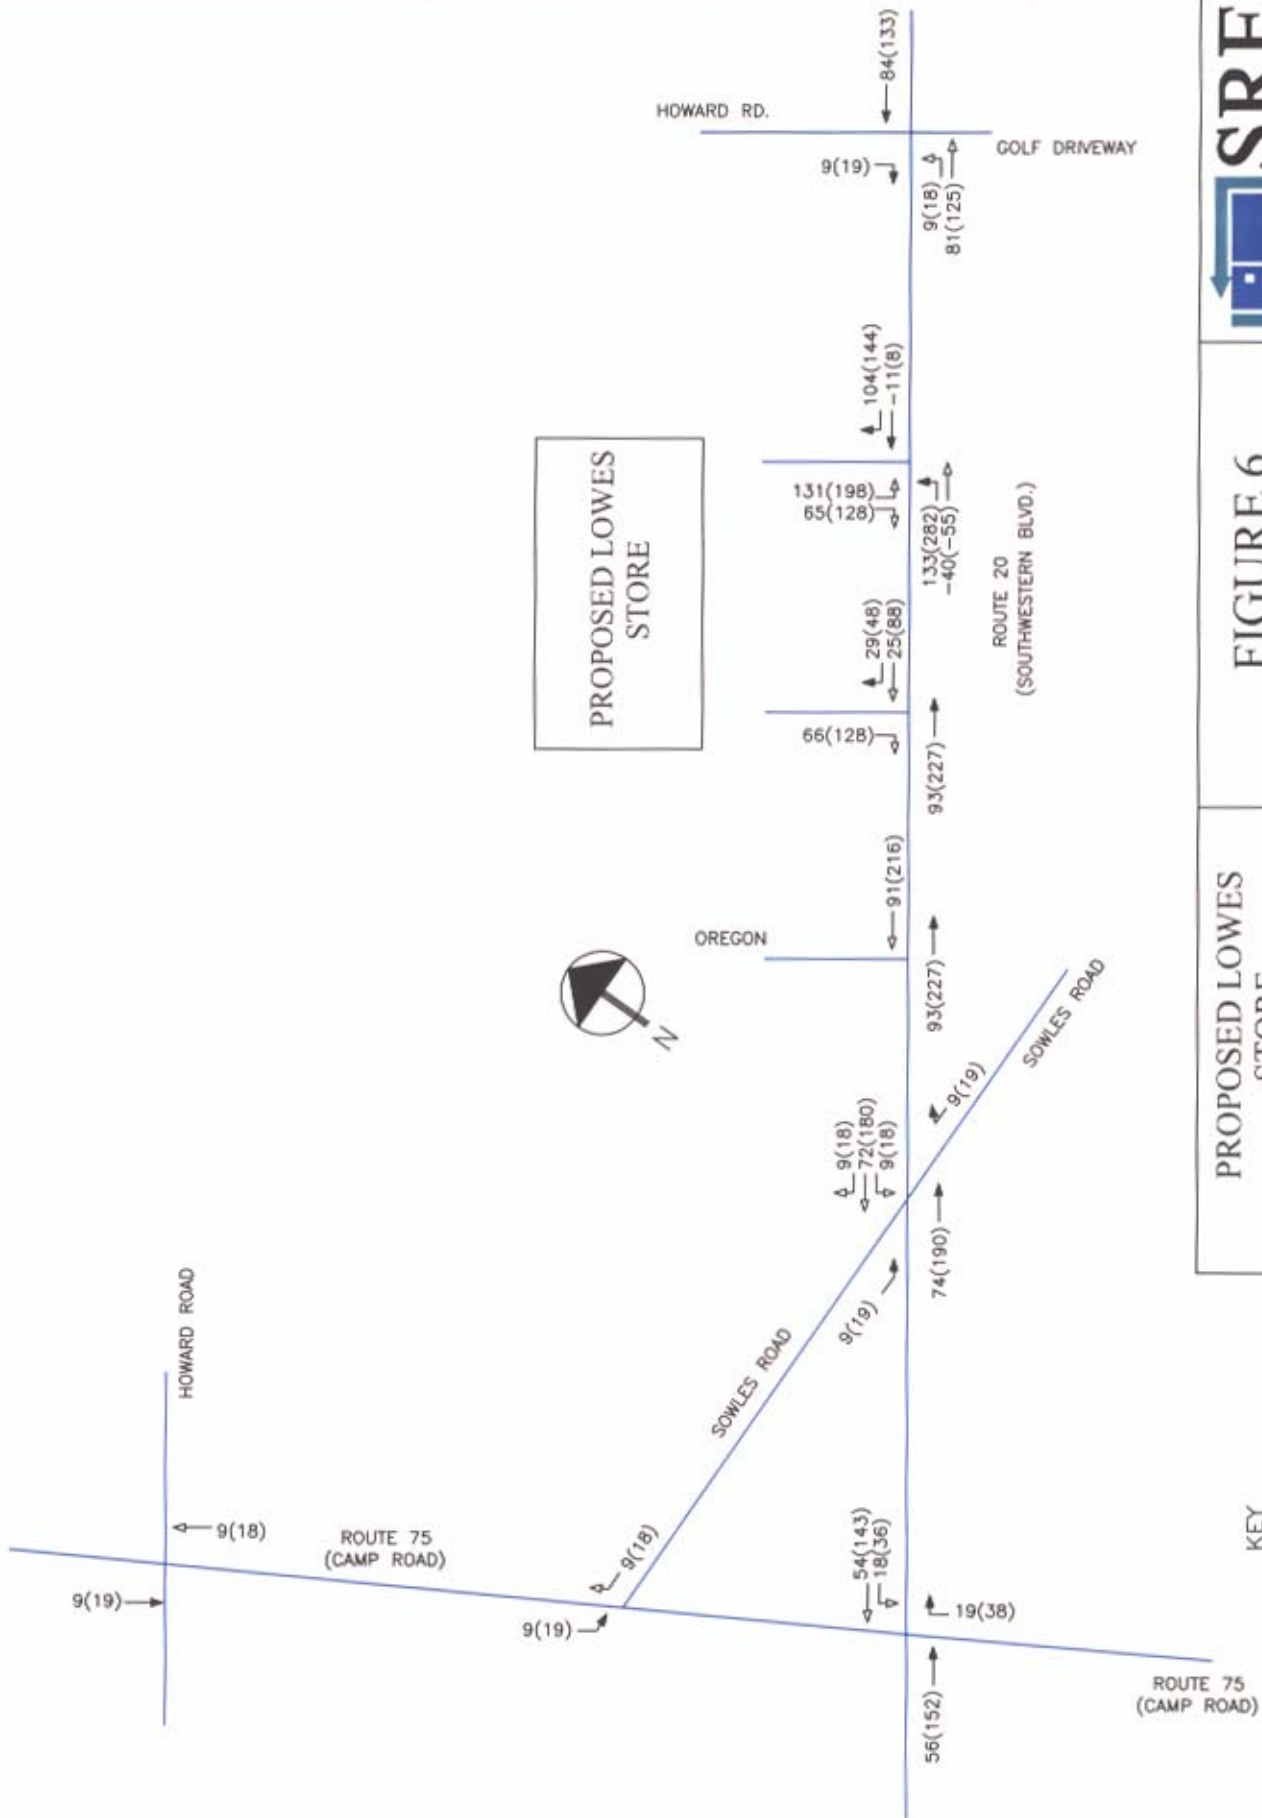 84(133)
HOWARD RD.
GOLF DRIVEWAY
9(19)
9(18)
81(125)
104(144)
-11(8)
PROPOSED LOWES
STORE
131(198)
65(128)
133(282)
-40(-55)
ROUTE 20
(SOUTHWESTERN BLVD.)
29(48)
25(88)
66(128)
93(227)
91(216)
OREGON
93(227)
N
SOWLES ROAD
9(19)
9(18)
72(180)
9(18)
74(190)
9(19)
SOWLES ROAD
HOWARD ROAD
9(18)
ROUTE 75
(CAMP ROAD)
9(19)
9(18)
9(19)
54(143)
18(36)
19(38)
56(152)
ROUTE 75
(CAMP ROAD)
KEY
PROPOSED LOWES
STORE
FIGURE 6
SRF